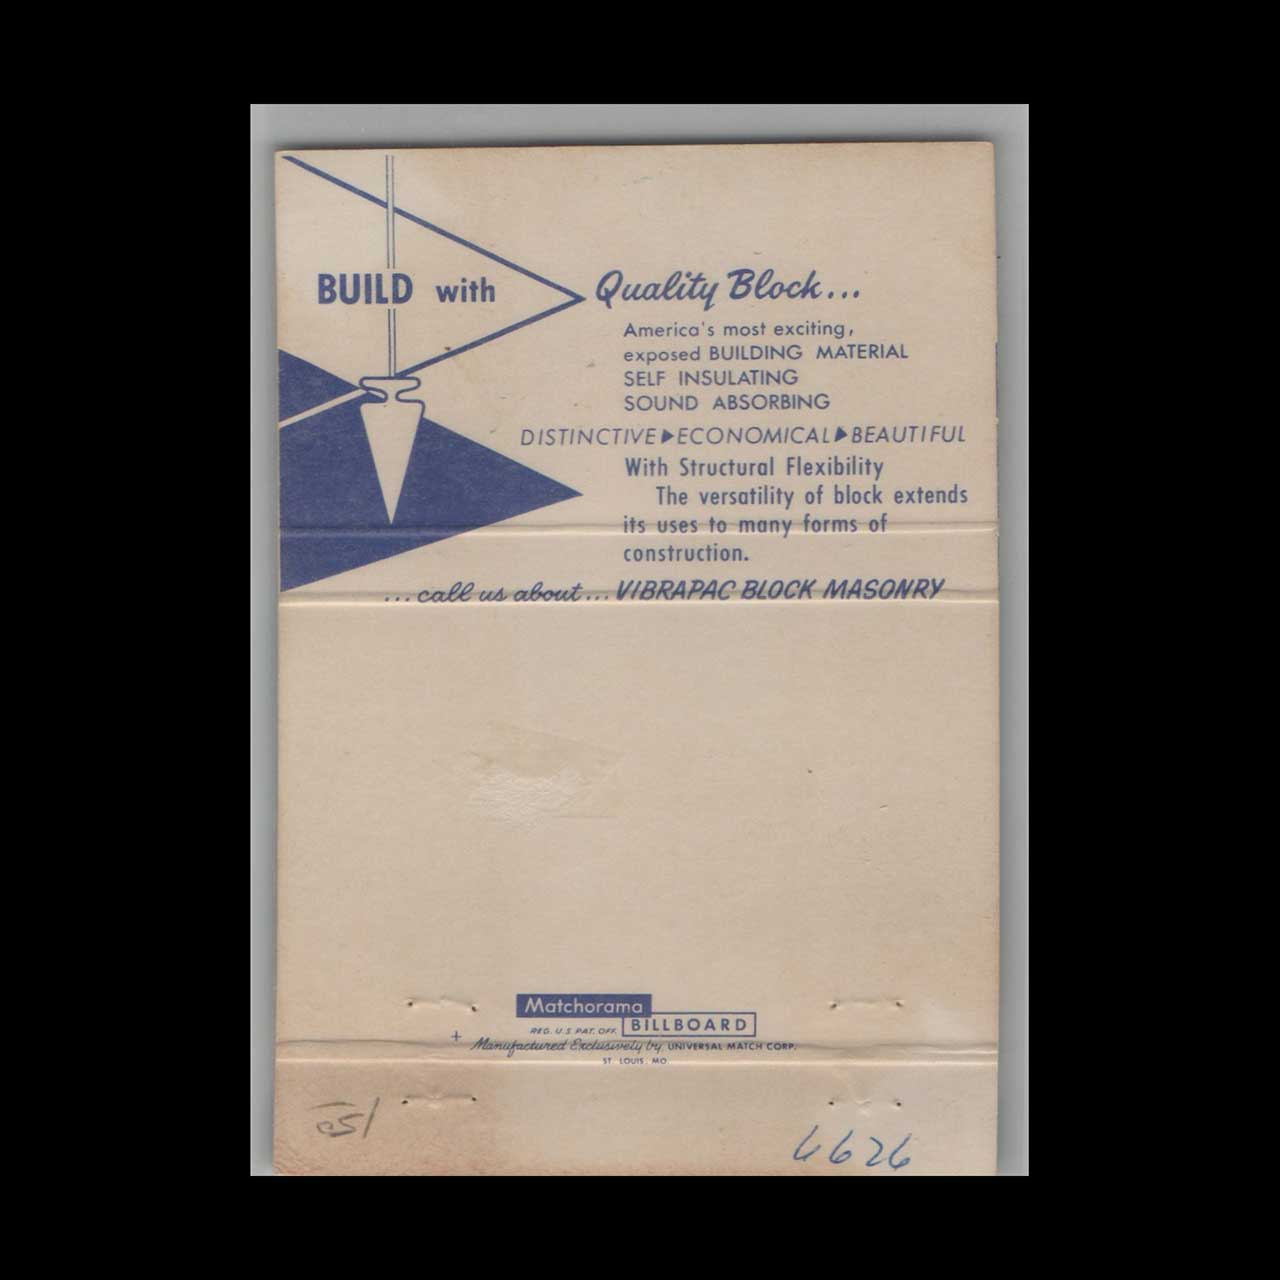 BUILD with Quality Block...
America's most exciting,
exposed BUILDING MATERIAL
SELF INSULATING
SOUND ABSORBING
DISTINCTIVE▶ECONOMICAL▶BEAUTIFUL
With Structural Flexibility
The versatility of block extends
its uses to many forms of
construction.
...call us about...VIBRAPAC BLOCK MASONRY
Matchorama
REG. U.S. PAT. OFF. BILLBOARD
Manufactured Exclusively by UNIVERSAL MATCH CORP.
ST. LOUIS, MO.
6626